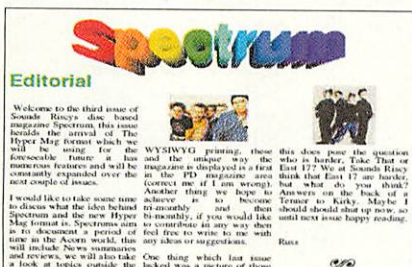 Spectrum
Editorial
Welcome to the third issue of
Sounds Riscys disc based
magazine Spectrum, this issue
heralds the arrival of The
Hyper Mag format which we
will be using for the
foreseeable future it has
numerous features and will be
constantly expanded over the
next couple of issues.
I would like to take some time
to discuss what the idea behind
Spectrum and the new Hyper
Mag format is. Spectrums aim
is to document a period of
time in the Acorn world, this
will include News summaries
and reviews, we will also take
a look at topics outside the
WYSIWYG printing, these
and the unique way the
magazine is displayed is a first
in the PD magazine area
(correct me if I am wrong).
Another thing we hope to
achieve is to become
tri-monthly and then
bi-monthly, if you would like
to contribute in any way then
feel free to write to me with
any ideas or suggestions.
One thing which last issue
lacked was a picture of those
this does pose the question
who is harder, Take That or
East 17? We at Sounds Riscy
think that East 17 are harder,
but what do you think?
Answers on the back of a
Tenner to Kirky. Maybe I
should should shut up now, so
until next issue happy reading.
Russ